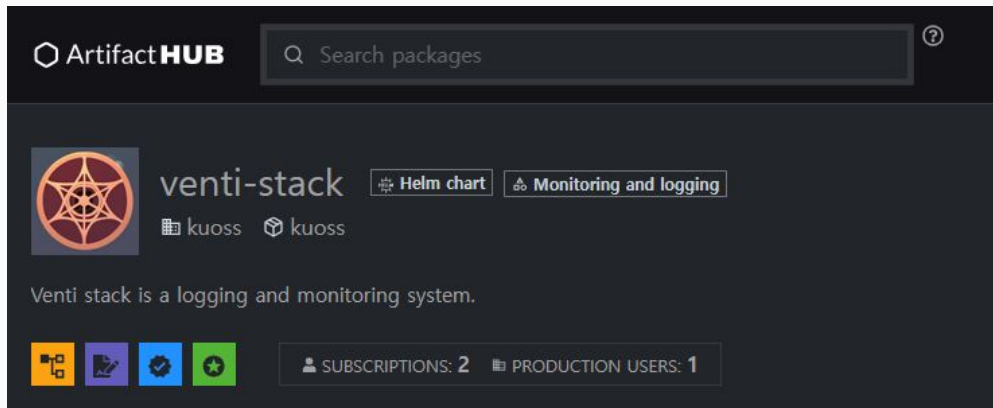 Artifact HUB Search packages
venti-stack Helm chart Monitoring and logging
kuoss kuoss
Venti stack is a logging and monitoring system.
SUBSCRIPTIONS: 2 PRODUCTION USERS: 1